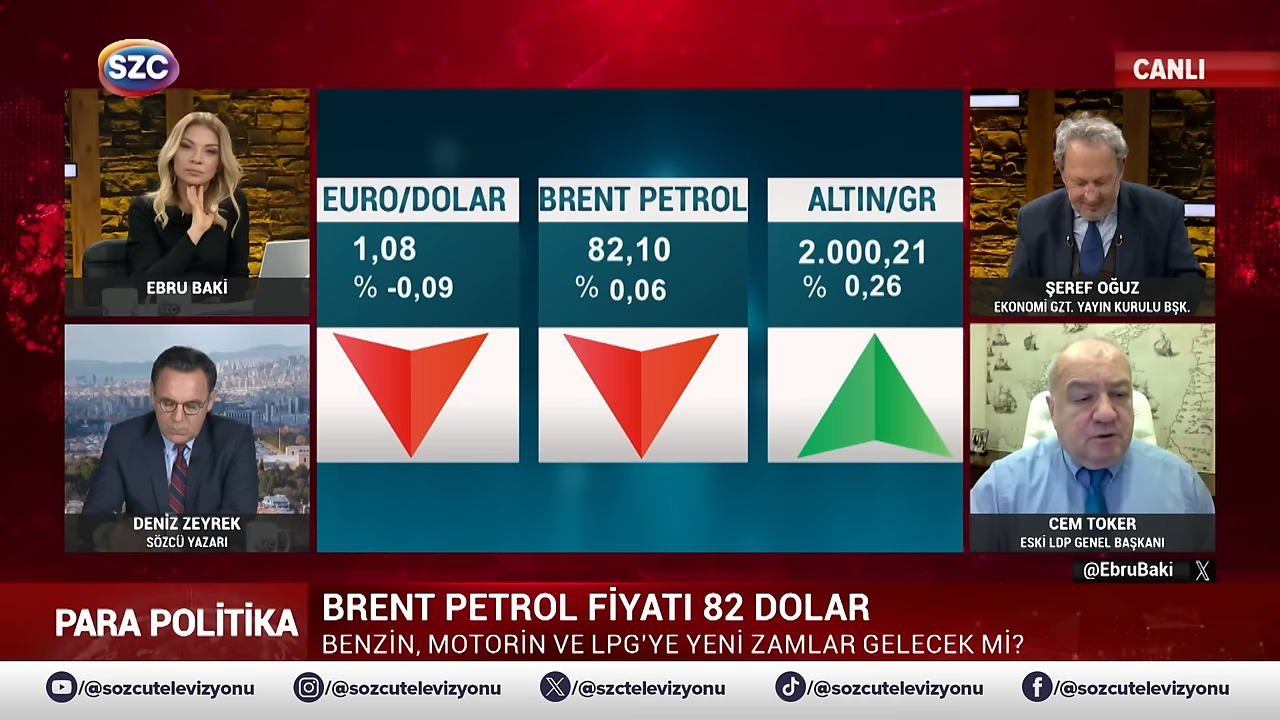 SZC
CANLI
EBRU BAKİ
EURO/DOLAR
1,08
% -0,09
BRENT PETROL
82,10
% 0,06
ALTIN/GR
2.000,21
% 0,26
ŞEREF OĞUZ
EKONOMİ GZT. YAYIN KURULU BŞK.
DENİZ ZEYREK
SÖZCÜ YAZARI
CEM TOKER
ESKİ LDP GENEL BAŞKANI
@EbruBaki
PARA POLİTİKA
BRENT PETROL FİYATI 82 DOLAR
BENZİN, MOTORİN VE LPG'YE YENİ ZAMLAR GELECEK Mİ?
/@sozcutelevizyonu
/@sozcutelevizyonu
/@szctelevizyonu
/@sozcutelevizyonu
/@sozcutelevizyonu